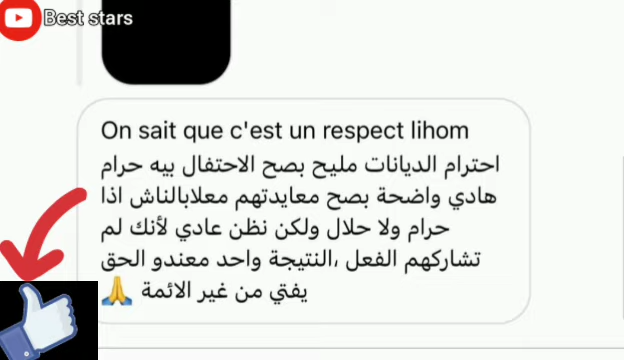 Best stars
On sait que c'est un respect lihom
احترام الديانات مليح بصح الاحتفال بيه حرام
هادي واضحة بصح معايدتهم معلابالناش اذا
حرام ولا حلال ولكن نظن عادي لأنك لم
تشاركهم الفعل ،النتيجة واحد معندو الحق
يفتي من غير الائمة 🙏